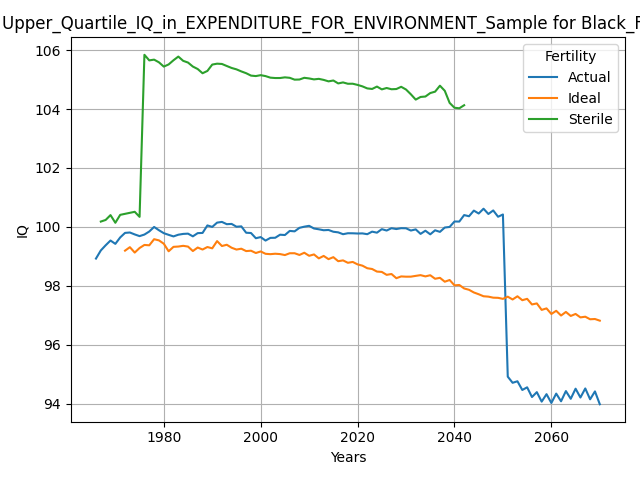 Upper_Quartile_IQ_in_EXPENDITURE_FOR_ENVIRONMENT_Sample for Black_F
106
104
102
100
98
96
94
IQ
Fertility
Actual
Ideal
Sterile
1980
2000
2020
2040
2060
Years